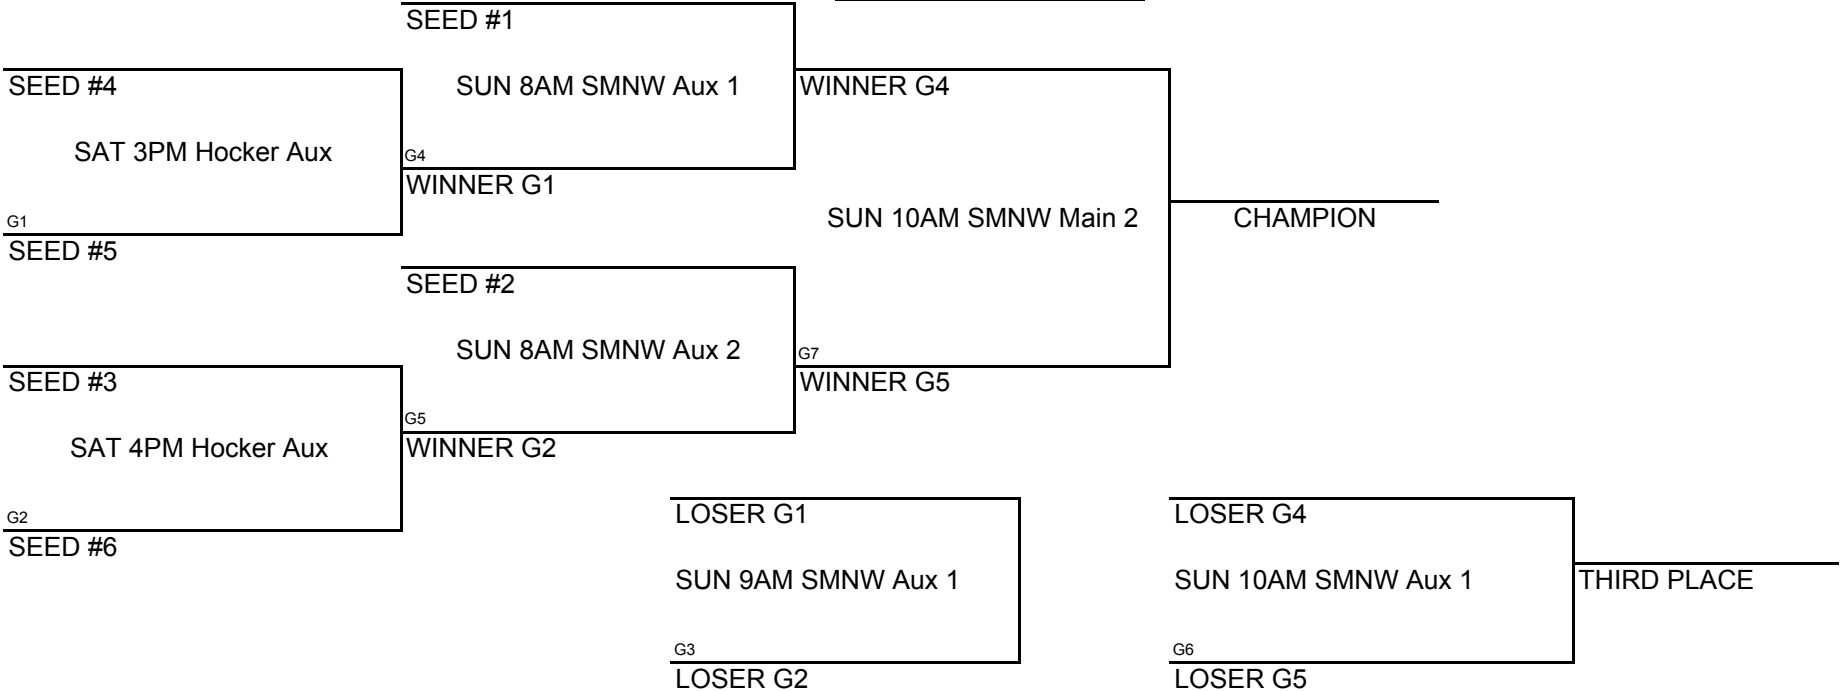 SEED #1
SEED #4
SUN 8AM SMNW Aux 1
WINNER G4
SAT 3PM Hocker Aux
G4
WINNER G1
G1
SUN 10AM SMNW Main 2
CHAMPION
SEED #5
SEED #2
SUN 8AM SMNW Aux 2
G7
SEED #3
WINNER G5
G5
SAT 4PM Hocker Aux
WINNER G2
G2
LOSER G1
LOSER G4
SEED #6
SUN 9AM SMNW Aux 1
SUN 10AM SMNW Aux 1
THIRD PLACE
G3
G6
LOSER G2
LOSER G5